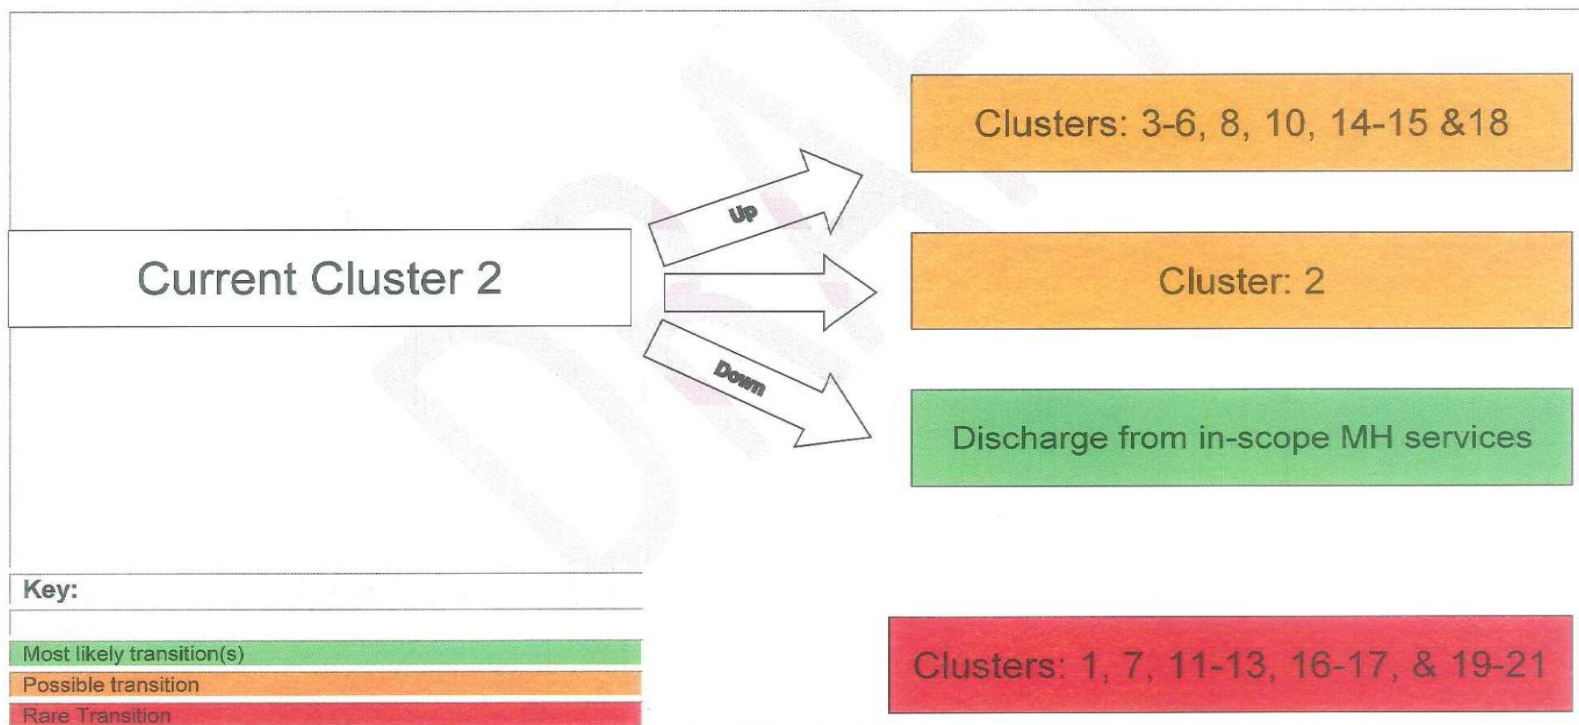 Clusters: 3-6, 8, 10, 14-15 &18
Up
Current Cluster 2
Cluster: 2
Down
Discharge from in-scope MH services
Key:
Most likely transition(s)
Possible transition
Rare Transition
Clusters: 1, 7, 11-13, 16-17, & 19-21
DRAFT